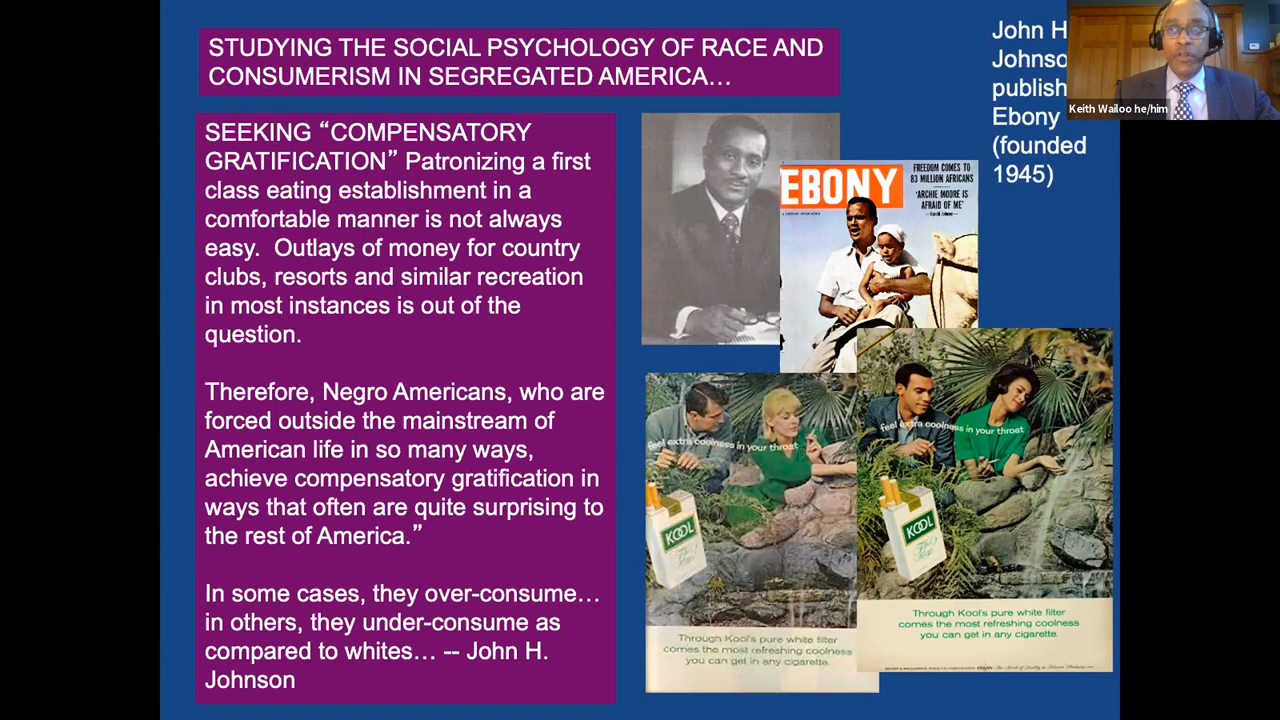 STUDYING THE SOCIAL PSYCHOLOGY OF RACE AND
CONSUMERISM IN SEGREGATED AMERICA…
SEEKING “COMPENSATORY
GRATIFICATION” Patronizing a first
class eating establishment in a
comfortable manner is not always
easy.  Outlays of money for country
clubs, resorts and similar recreation
in most instances is out of the
question.
Therefore, Negro Americans, who are
forced outside the mainstream of
American life in so many ways,
achieve compensatory gratification in
ways that often are quite surprising to
the rest of America.”
In some cases, they over-consume…
in others, they under-consume as
compared to whites… -- John H.
Johnson
John H
Johnso
publish
Ebony
(founded
1945)
Keith Wailoo he/him
EBONY
FREEDOM COMES TO
83 MILLION AFRICANS
'ARCHIE MOORE IS
AFRAID OF ME'
feel extra coolness in your throat
KOOL
Through Kool's pure white filter
comes the most refreshing coolness
you can get in any cigarette.
feel extra coolness in your throat
KOOL
Through Kool's pure white filter
comes the most refreshing coolness
you can get in any cigarette.